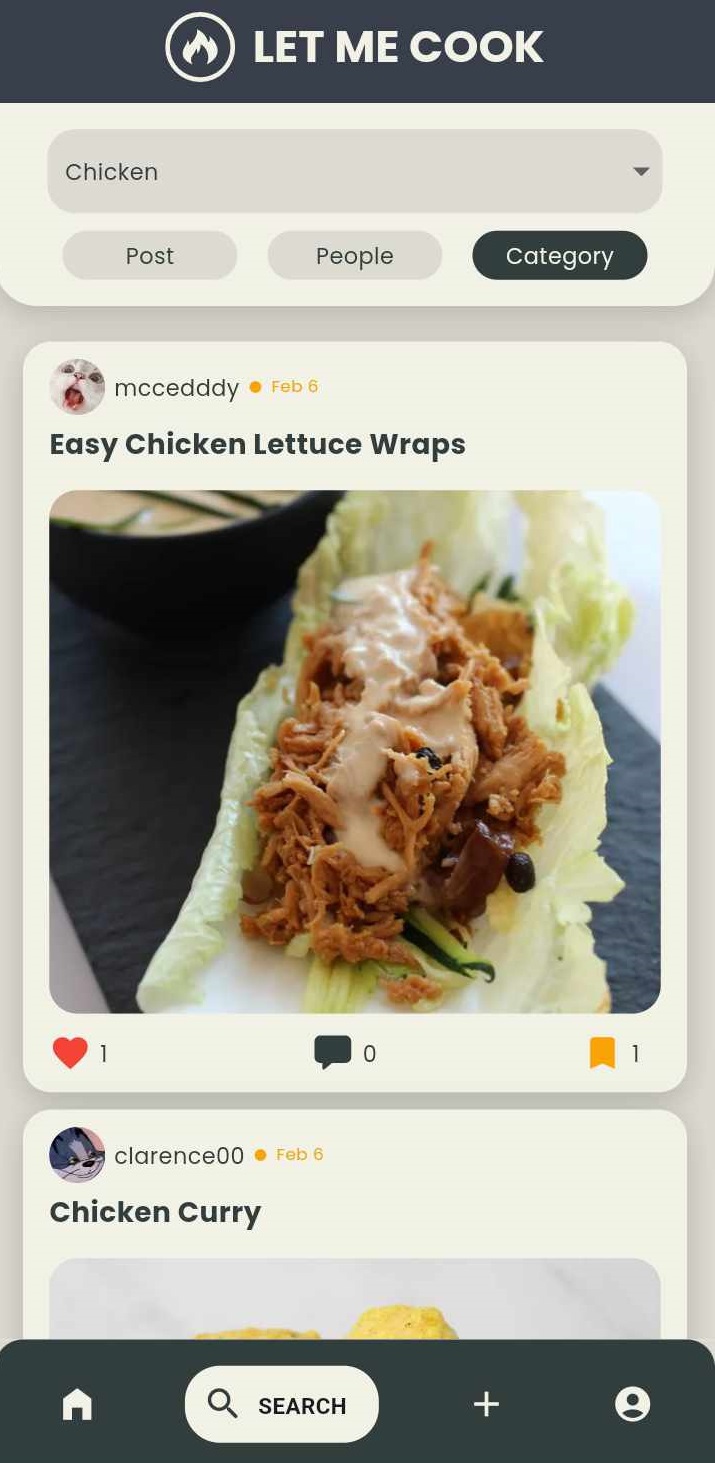 LET ME COOK
Chicken
Post People Category
mccedddy Feb 6
Easy Chicken Lettuce Wraps
1 0 1
clarence00 Feb 6
Chicken Curry
SEARCH